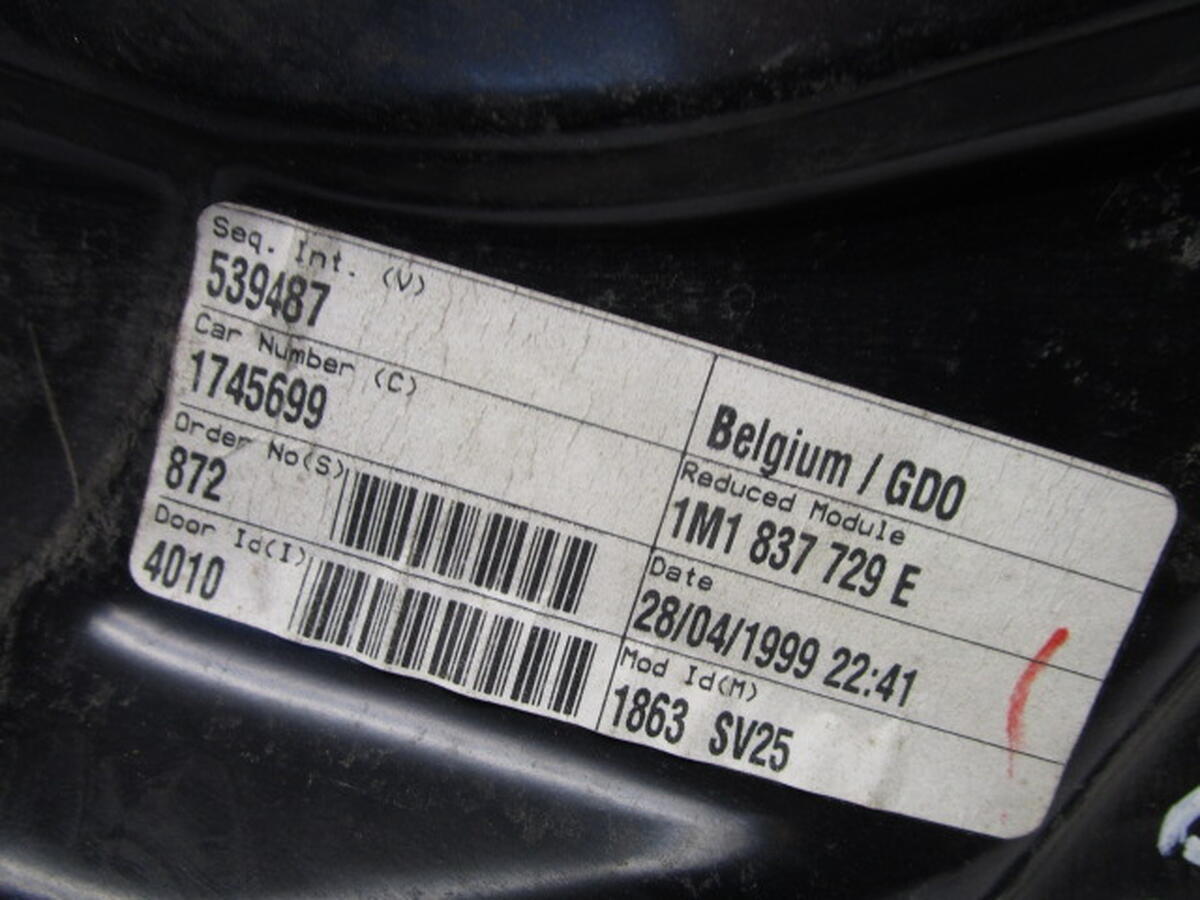 Seq. Int. (V)
539487
Car Number (C)
1745699
Order No(S)
872
Door Id(I)
4010
Belgium / GDO
Reduced Module
1M1 837 729 E
Date
28/04/1999 22:41
Mod Id(M)
1863 SV25